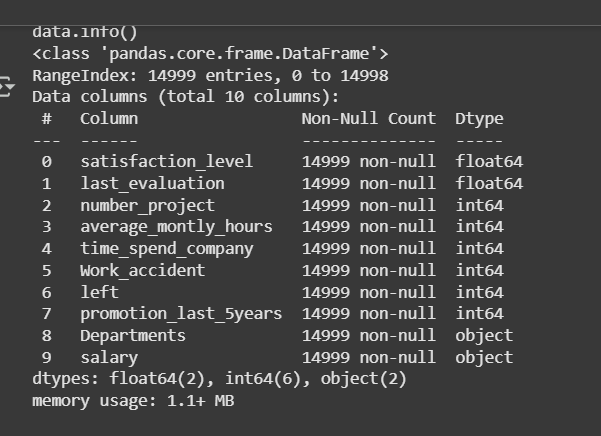 data.info()
<class 'pandas.core.frame.DataFrame'>
RangeIndex: 14999 entries, 0 to 14998
Data columns (total 10 columns):
 #   Column                 Non-Null Count  Dtype
---  ------                 --------------  -----
 0   satisfaction_level     14999 non-null  float64
 1   last_evaluation        14999 non-null  float64
 2   number_project         14999 non-null  int64
 3   average_montly_hours   14999 non-null  int64
 4   time_spend_company     14999 non-null  int64
 5   Work_accident          14999 non-null  int64
 6   left                   14999 non-null  int64
 7   promotion_last_5years  14999 non-null  int64
 8   Departments            14999 non-null  object
 9   salary                 14999 non-null  object
dtypes: float64(2), int64(6), object(2)
memory usage: 1.1+ MB